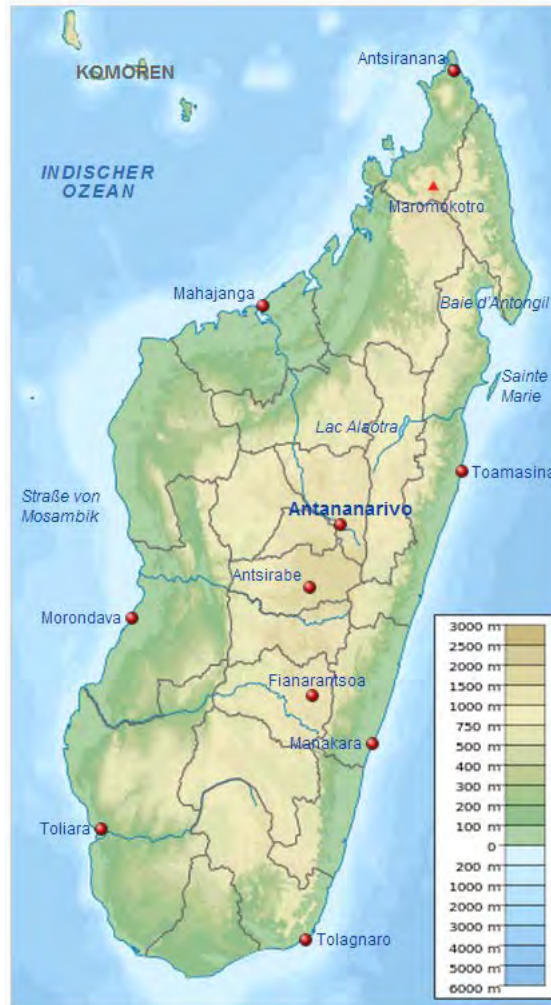 Antsiranana
KOMOREN
INDISCHER
OZEAN
Maromokotro
Mahajanga
Baie d'Antongil
Sainte
Marie
Lac Alaotra
Toamasina
Straße von
Mosambik
Antananarivo
Antsirabe
Morondava
Fianarantsoa
Manakara
Toliara
Tolagnaro
3000 m
2500 m
1500 m
1000 m
750 m
500 m
400 m
300 m
200 m
100 m
0
200 m
1000 m
2000 m
3000 m
4000 m
5000 m
6000 m